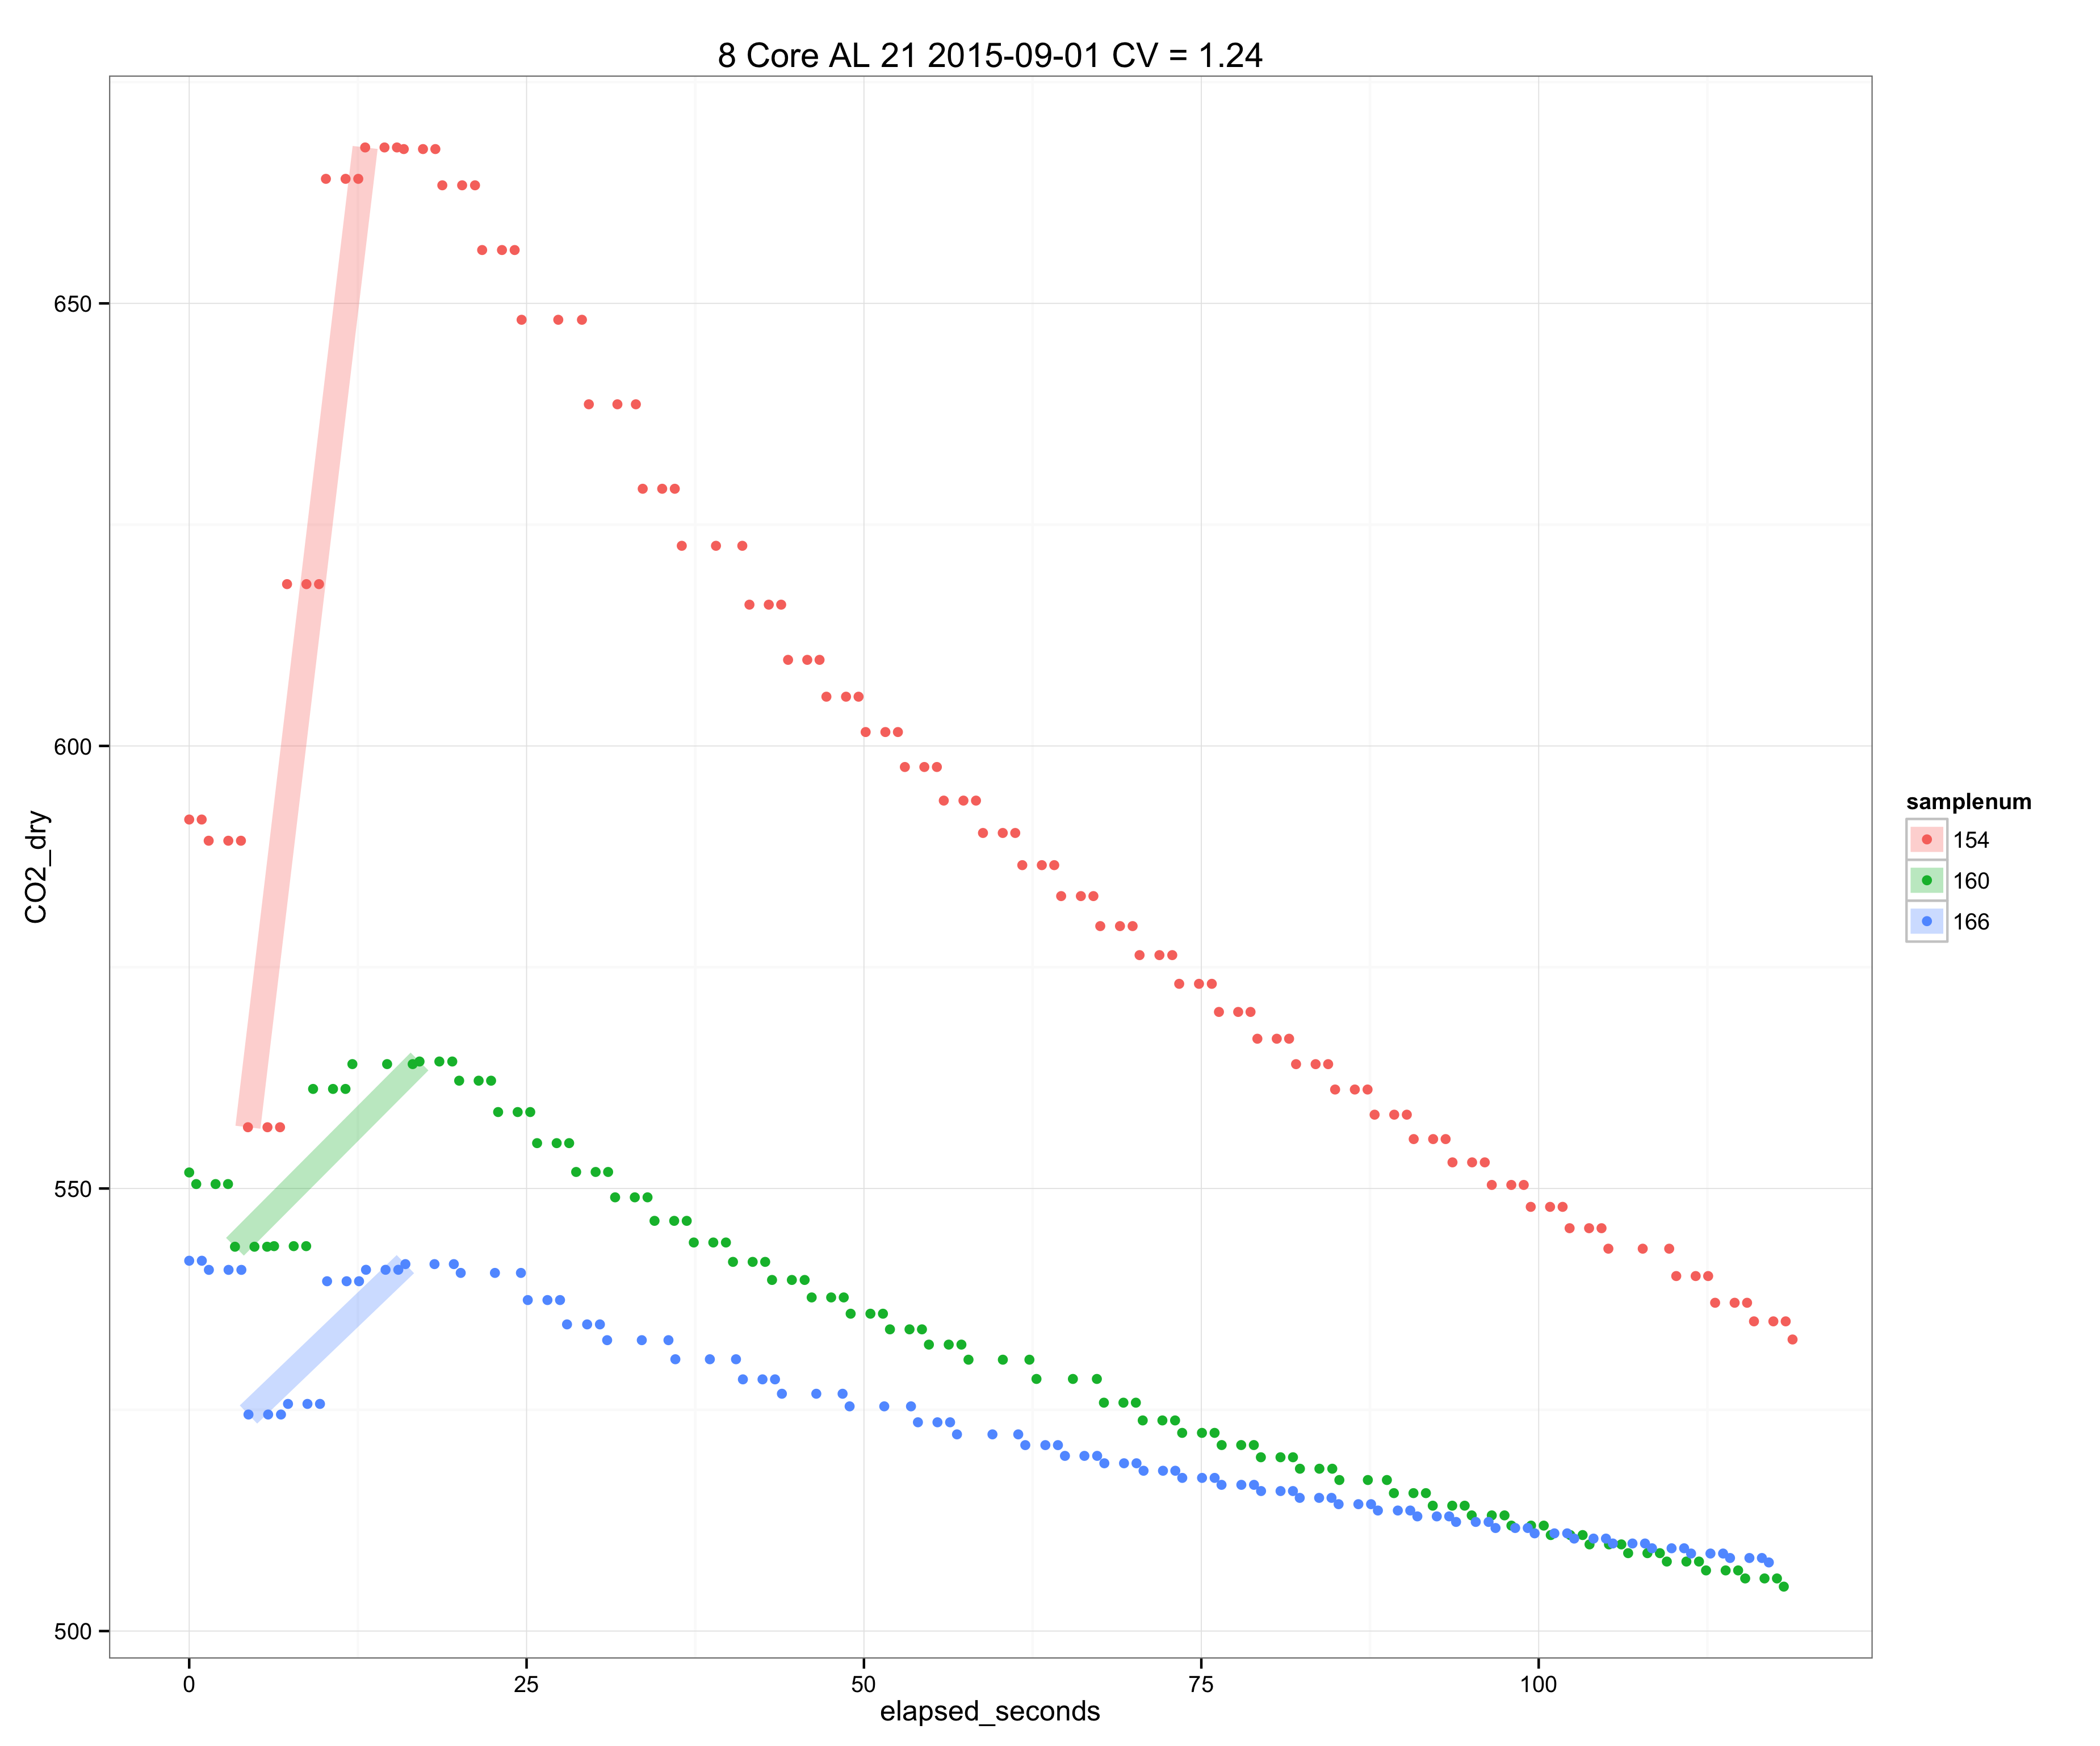 8 Core AL 21 2015-09-01 CV = 1.24
650
600
550
500
CO2_dry
0 25 50 75 100
elapsed_seconds
samplenum
154
160
166